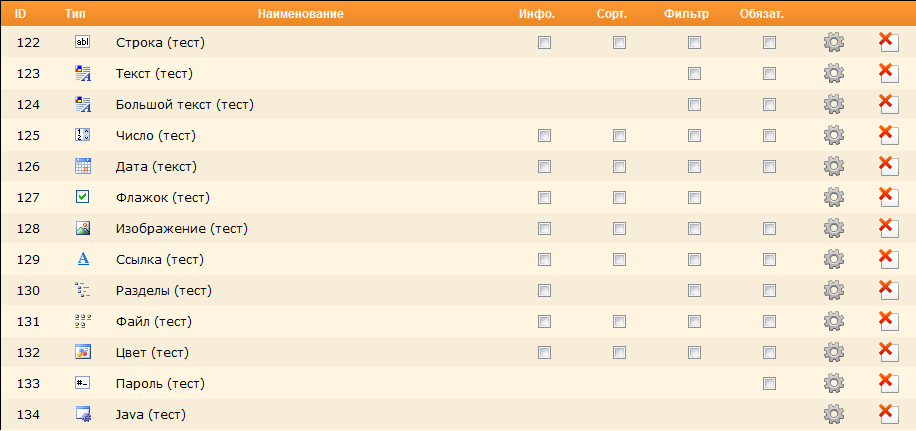 ID Тип Наименование Инфо. Сорт. Фильтр Обязат.
122 abl Строка (тест)
123 Текст (тест)
124 Большой текст (тест)
125 Число (тест)
126 Дата (текст)
127 Флажок (тест)
128 Изображение (тест)
129 Ссылка (тест)
130 Разделы (тест)
131 Файл (тест)
132 Цвет (тест)
133 Пароль (тест)
134 Java (тест)